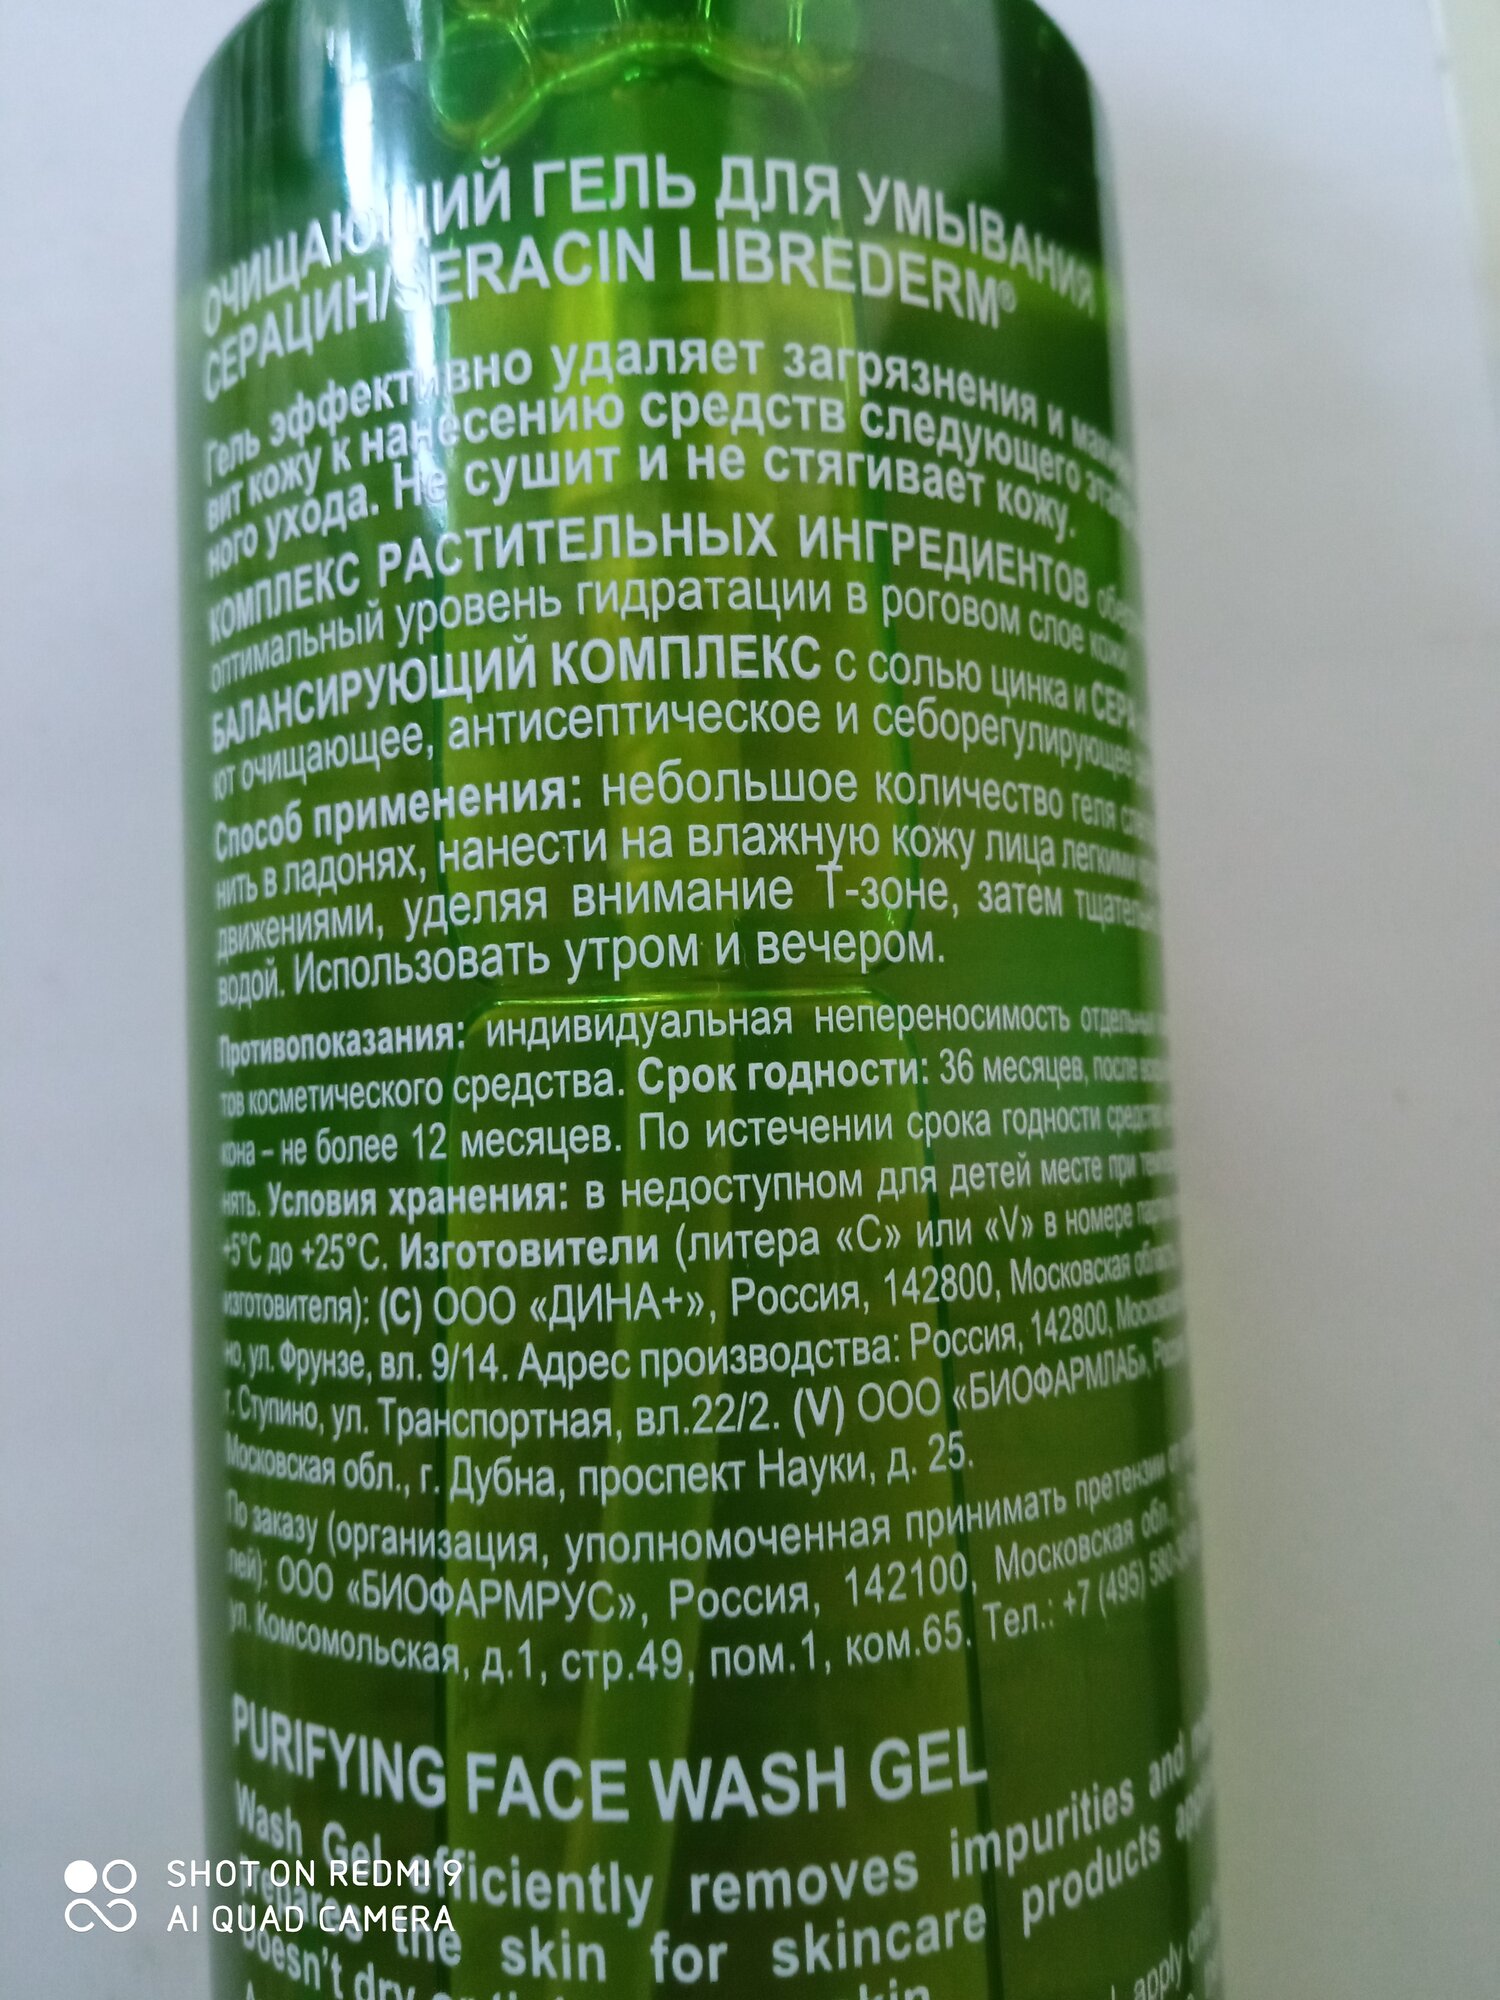 ОЧИЩАЮЩИЙ ГЕЛЬ ДЛЯ УМЫВАНИЯ
СЕРАЦИН/SERACIN LIBREDERM®
Гель эффективно удаляет загрязнения и
вит кожу к нанесению средств следующего
ного ухода. Не сушит и не стягивает кожу.
КОМПЛЕКС РАСТИТЕЛЬНЫХ ИНГРЕДИЕНТОВ
оптимальный уровень гидратации в роговом слое кожи
БАЛАНСИРУЮЩИЙ КОМПЛЕКС с солью цинка и
ют очищающее, антисептическое и себорегулирующее
Способ применения: небольшое количество геля
нить в ладонях, нанести на влажную кожу лица легкими
движениями, уделяя внимание Т-зоне, затем
водой. Использовать утром и вечером.
Противопоказания: индивидуальная непереносимость
тов косметического средства. Срок годности: 36 месяцев, после
кона – не более 12 месяцев. По истечении срока годности
нять. Условия хранения: в недоступном для детей месте при
+5°С до +25°С. Изготовители (литера «С» или «V» в номере
изготовителя): (С) ООО «ДИНА+», Россия, 142800, Московская
но, ул. Фрунзе, вл. 9/14. Адрес производства: Россия, 142800,
г. Ступино, ул. Транспортная, вл.22/2. (V) ООО «БИОФАРМЛАБ»,
Московская обл., г. Дубна, проспект Науки, д. 25.
По заказу (организация, уполномоченная принимать претензии
лей): ООО «БИОФАРМРУС», Россия, 142100, Московская обл.,
ул. Комсомольская, д.1, стр.49, пом.1, ком.65. Тел.: +7 (495)
PURIFYING FACE WASH GEL
Wash Gel efficiently removes impurities and
Prepares the skin for skincare products
Doesn't dry
apply
SHOT ON REDMI 9
AI QUAD CAMERA